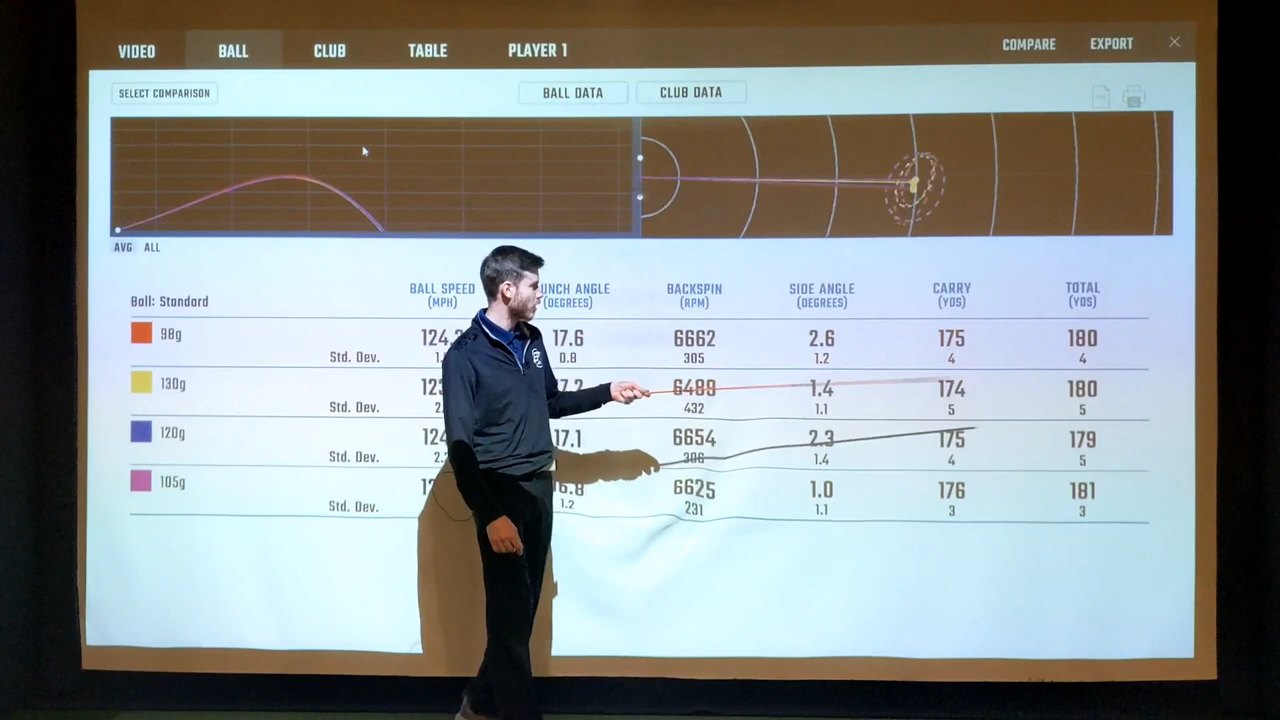 VIDEO BALL CLUB TABLE PLAYER 1 COMPARE EXPORT
SELECT COMPARISON BALL DATA CLUB DATA
AVG ALL
Ball: Standard BALL SPEED (MPH) ANGLE (DEGREES) BACKSPIN (RPM) SIDE ANGLE (DEGREES) CARRY (YDS) TOTAL (YDS)
98g 17.6 6662 2.6 175 180
Std. Dev. 0.8 305 1.2 4 4
130g 6489 1.4 174 180
Std. Dev. 432 1.1 5 5
120g 17.1 6654 2.3 175 179
Std. Dev. 306 1.4 4 5
105g 6625 1.0 176 181
Std. Dev. 1.2 231 1.1 3 3